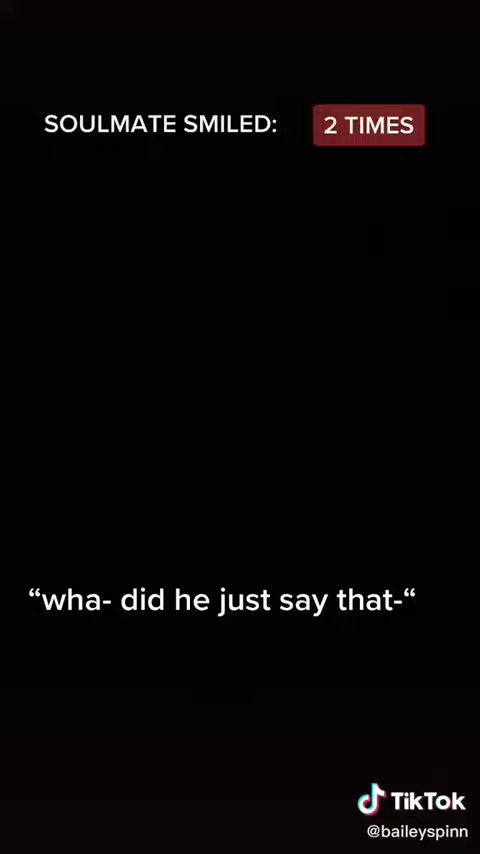 SOULMATE SMILED: 2 TIMES
“wha- did he just say that-“
TikTok
@baileyspinn